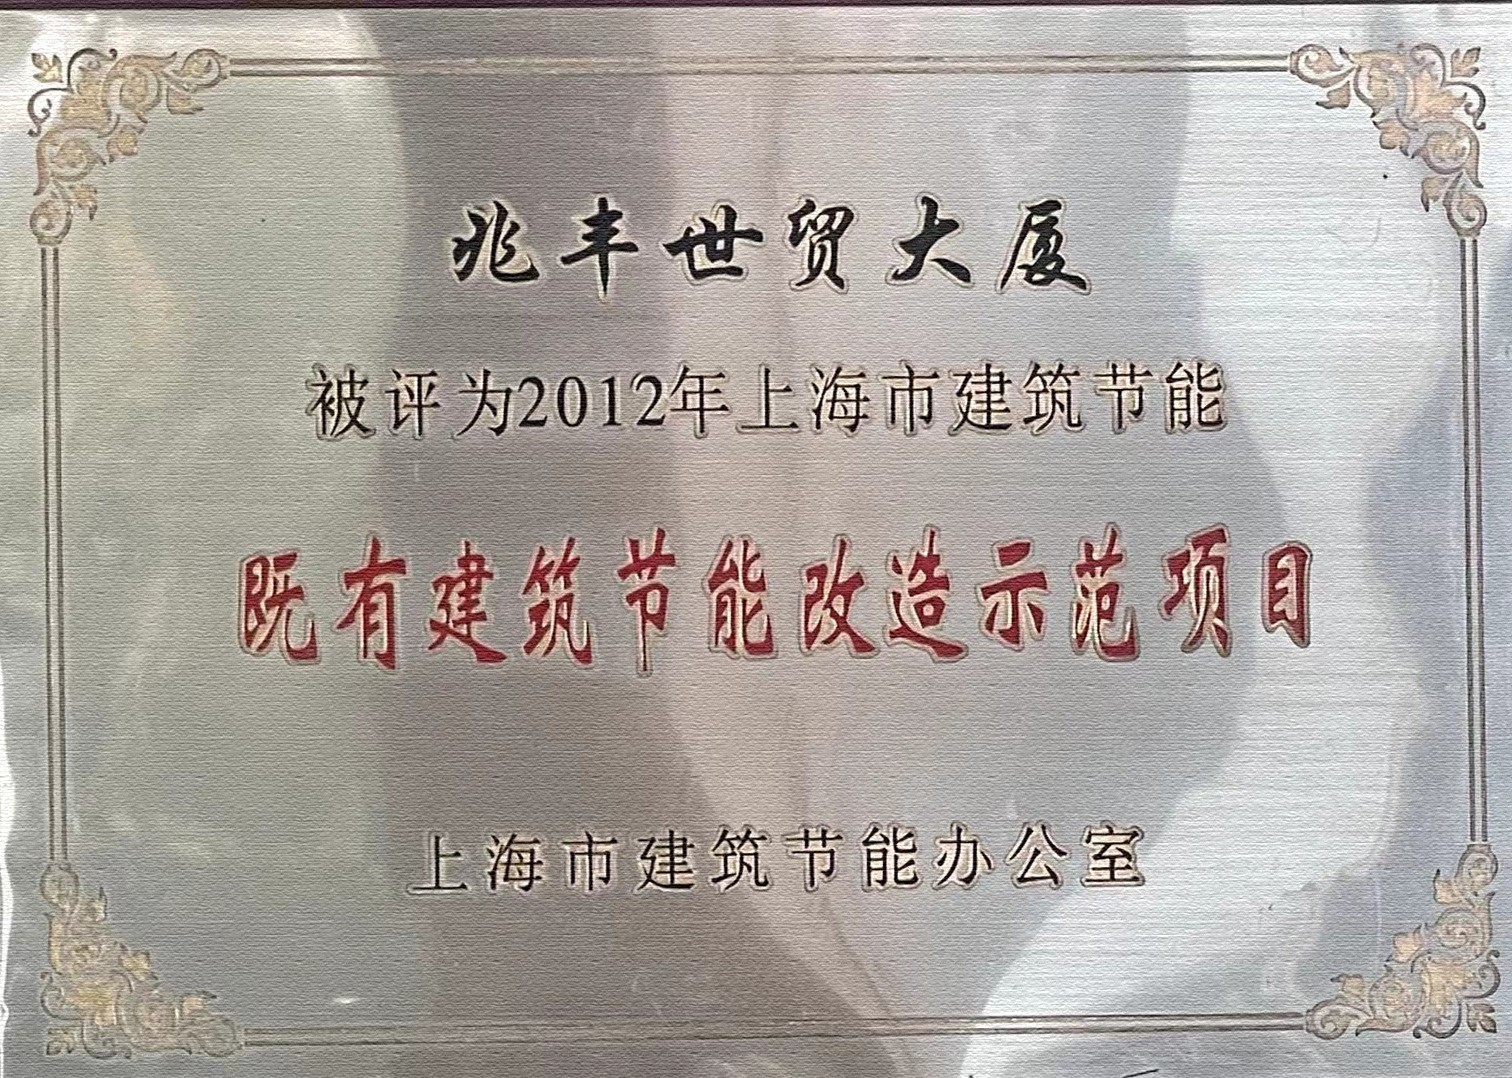 兆丰世贸大厦
被评为2012年上海市建筑节能
既有建筑节能改造示范项目
上海市建筑节能办公室